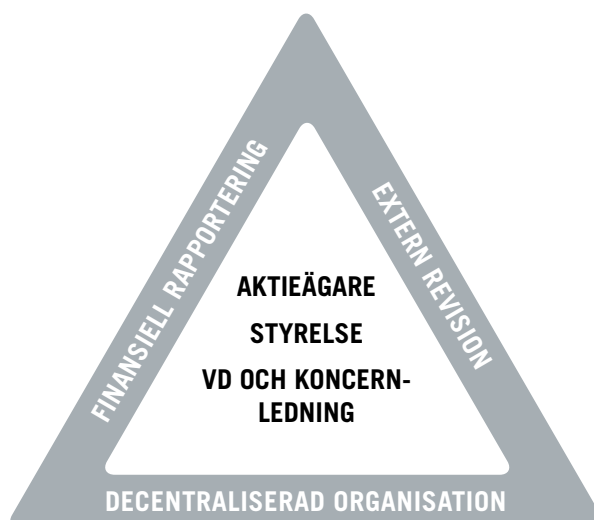 FINANSIELL RAPPORTERING
EXTERN REVISION
AKTIEÄGARE
STYRELSE
VD OCH KONCERN-
LEDNING
DECENTRALISERAD ORGANISATION